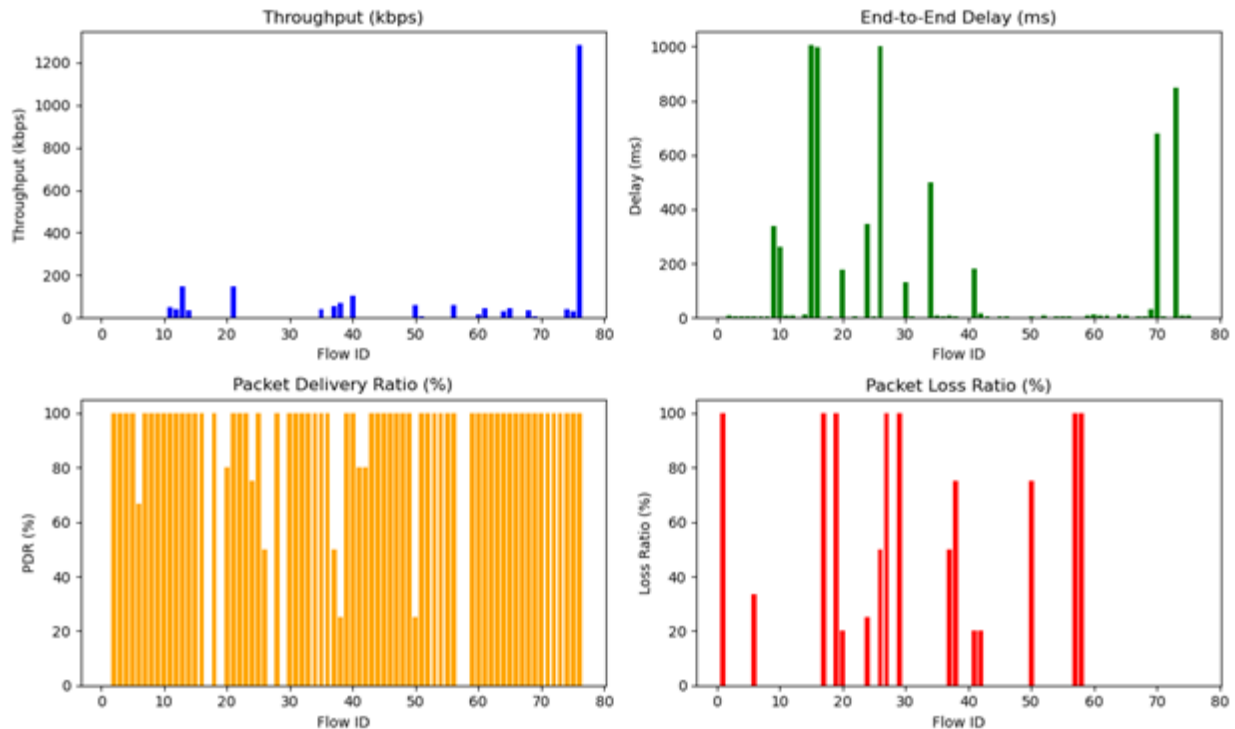 Throughput (kbps)
Throughput (kbps)
1200
1000
800
600
400
200
0
0 10 20 30 40 50 60 70 80
Flow ID
End-to-End Delay (ms)
Delay (ms)
1000
800
600
400
200
0
0 10 20 30 40 50 60 70 80
Flow ID
Packet Delivery Ratio (%)
PDR (%)
100
80
60
40
20
0
0 10 20 30 40 50 60 70 80
Flow ID
Packet Loss Ratio (%)
Loss Ratio (%)
100
80
60
40
20
0
0 10 20 30 40 50 60 70 80
Flow ID